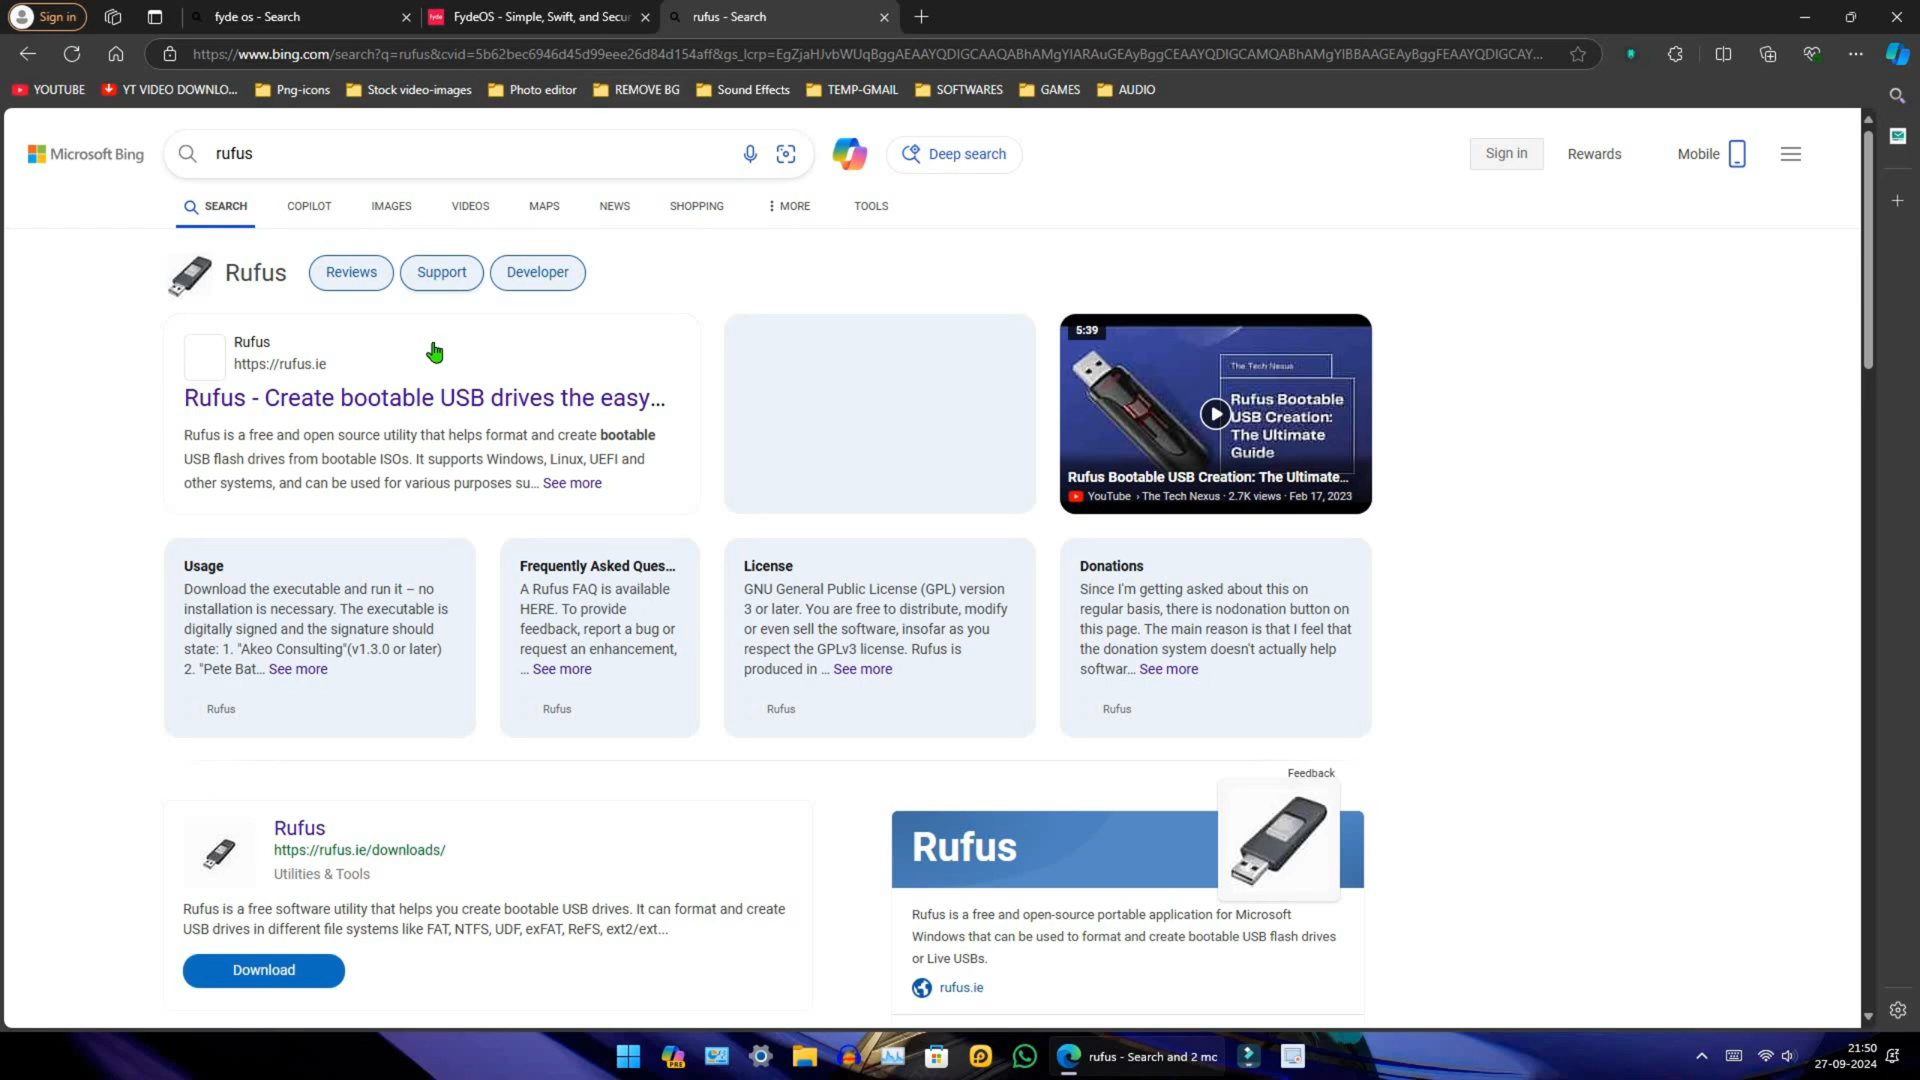 Sign in
fyde os - Search
FydeOS - Simple, Swift, and Secur
rufus - Search
https://www.bing.com/search?q=rufus&cvid=5b62bec6946d45d99eee26d84d154aff&gs_lcrp=EgZjaHJvbWUqBggAEAAYQDIGCAAQABhAMgYIARAuGEAyBggCEAAYQDIGCAMQABhAMgYIBBAAGEAyBggFEAAYQDIGCAY...
YOUTUBE
YT VIDEO DOWNLO...
Png-icons
Stock video-images
Photo editor
REMOVE BG
Sound Effects
TEMP-GMAIL
SOFTWARES
GAMES
AUDIO
Microsoft Bing
rufus
Deep search
Sign in
Rewards
Mobile
SEARCH
COPILOT
IMAGES
VIDEOS
MAPS
NEWS
SHOPPING
MORE
TOOLS
Rufus
Reviews
Support
Developer
Rufus
https://rufus.ie
Rufus - Create bootable USB drives the easy...
Rufus is a free and open source utility that helps format and create bootable
USB flash drives from bootable ISOs. It supports Windows, Linux, UEFI and
other systems, and can be used for various purposes su... See more
5:39
The Tech Nexus
Rufus Bootable
USB Creation:
The Ultimate
Guide
Rufus Bootable USB Creation: The Ultimate...
YouTube › The Tech Nexus · 2.7K views · Feb 17, 2023
Usage
Download the executable and run it – no
installation is necessary. The executable is
digitally signed and the signature should
state: 1. "Akeo Consulting"(v1.3.0 or later)
2. "Pete Bat... See more
Rufus
Frequently Asked Ques...
A Rufus FAQ is available
HERE. To provide
feedback, report a bug or
request an enhancement,
... See more
Rufus
License
GNU General Public License (GPL) version
3 or later. You are free to distribute, modify
or even sell the software, insofar as you
respect the GPLv3 license. Rufus is
produced in ... See more
Rufus
Donations
Since I'm getting asked about this on
regular basis, there is nodonation button on
this page. The main reason is that I feel that
the donation system doesn't actually help
softwar... See more
Rufus
Feedback
Rufus
https://rufus.ie/downloads/
Utilities & Tools
Rufus is a free software utility that helps you create bootable USB drives. It can format and create
USB drives in different file systems like FAT, NTFS, UDF, exFAT, ReFS, ext2/ext...
Download
Rufus
Rufus is a free and open-source portable application for Microsoft
Windows that can be used to format and create bootable USB flash drives
or Live USBs.
rufus.ie
PRE
rufus - Search and 2 mc
21:50
27-09-2024